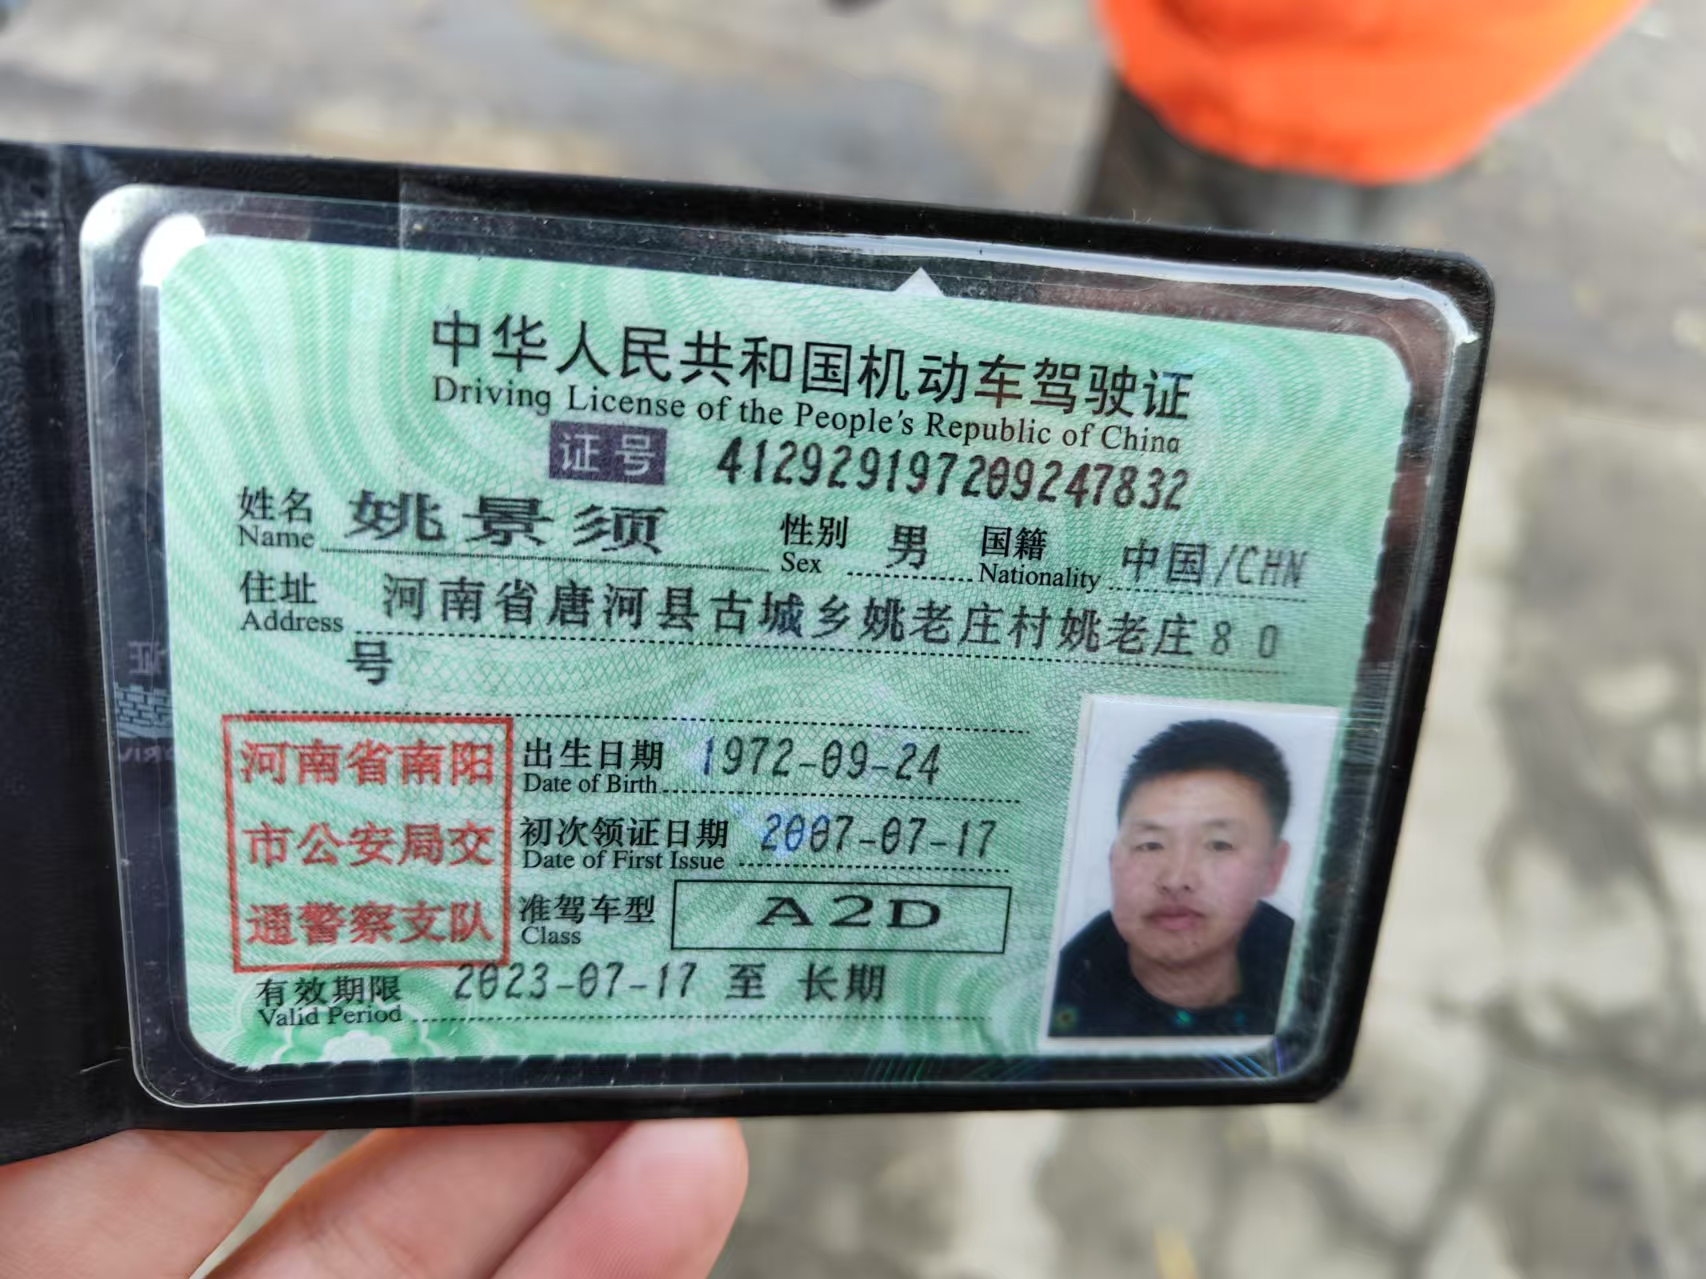 中华人民共和国机动车驾驶证
Driving License of the People's Republic of China
证号 412929197209247832
姓名 姚景须 性别 男 国籍 中国/CHN
Name Sex Nationality
住址 河南省唐河县古城乡姚老庄村姚老庄80
Address
号
河南省南阳
市公安局交
通警察支队
出生日期 1972-09-24
Date of Birth
初次领证日期 2007-07-17
Date of First Issue
准驾车型 A2D
Class
有效期限 2023-07-17 至 长期
Valid Period